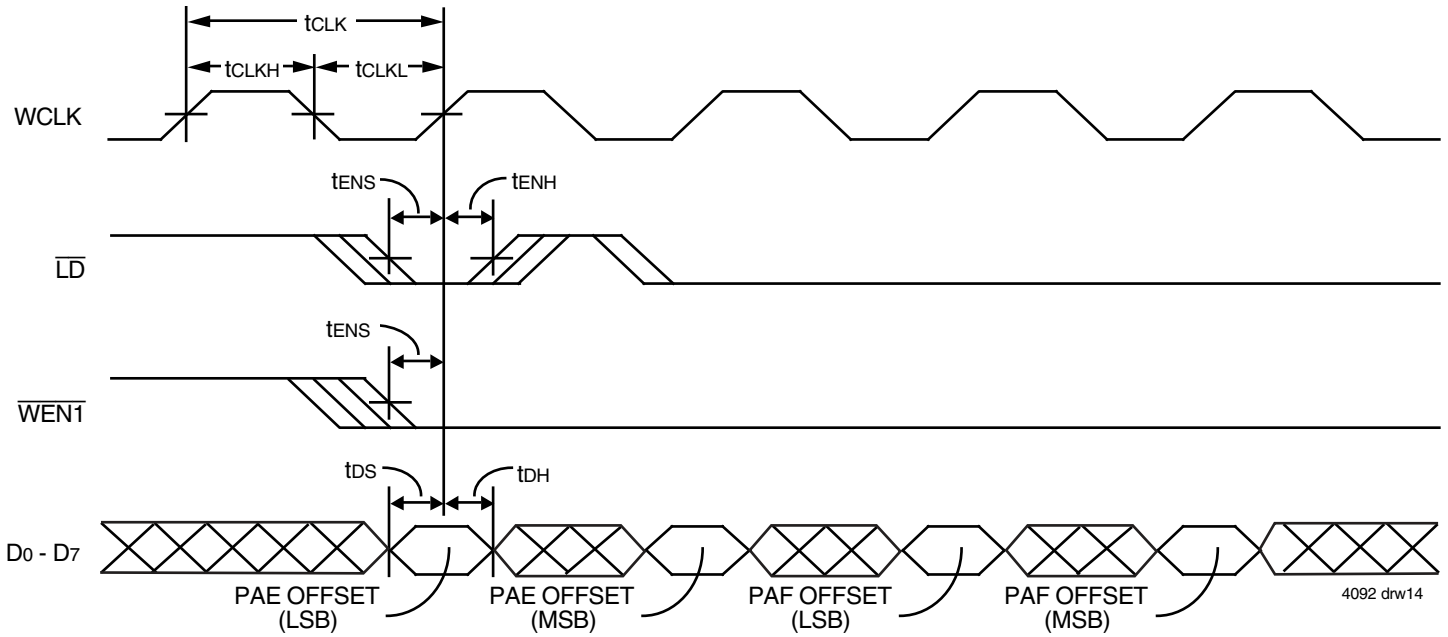 tCLK
tCLKH
tCLKL
WCLK
tENS
tENH
LD
tENS
WEN1
tDS
tDH
D0 - D7
PAE OFFSET
(LSB)
PAE OFFSET
(MSB)
PAF OFFSET
(LSB)
PAF OFFSET
(MSB)
4092 drw14